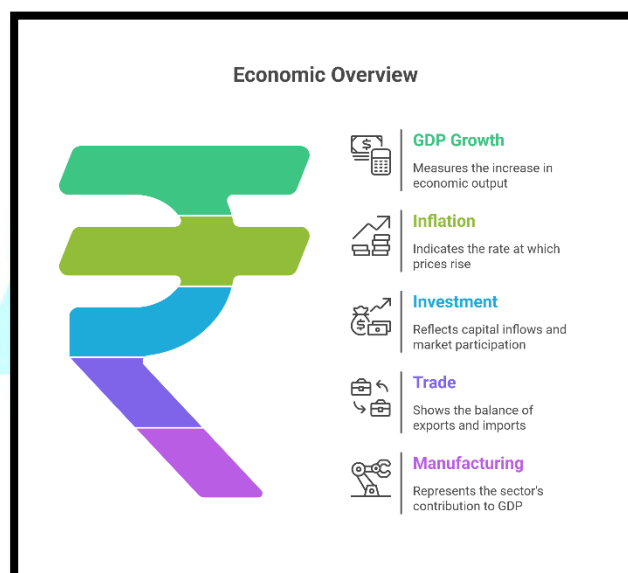 Economic Overview
GDP Growth
Measures the increase in
economic output
Inflation
Indicates the rate at which
prices rise
Investment
Reflects capital inflows and
market participation
Trade
Shows the balance of
exports and imports
Manufacturing
Represents the sector's
contribution to GDP